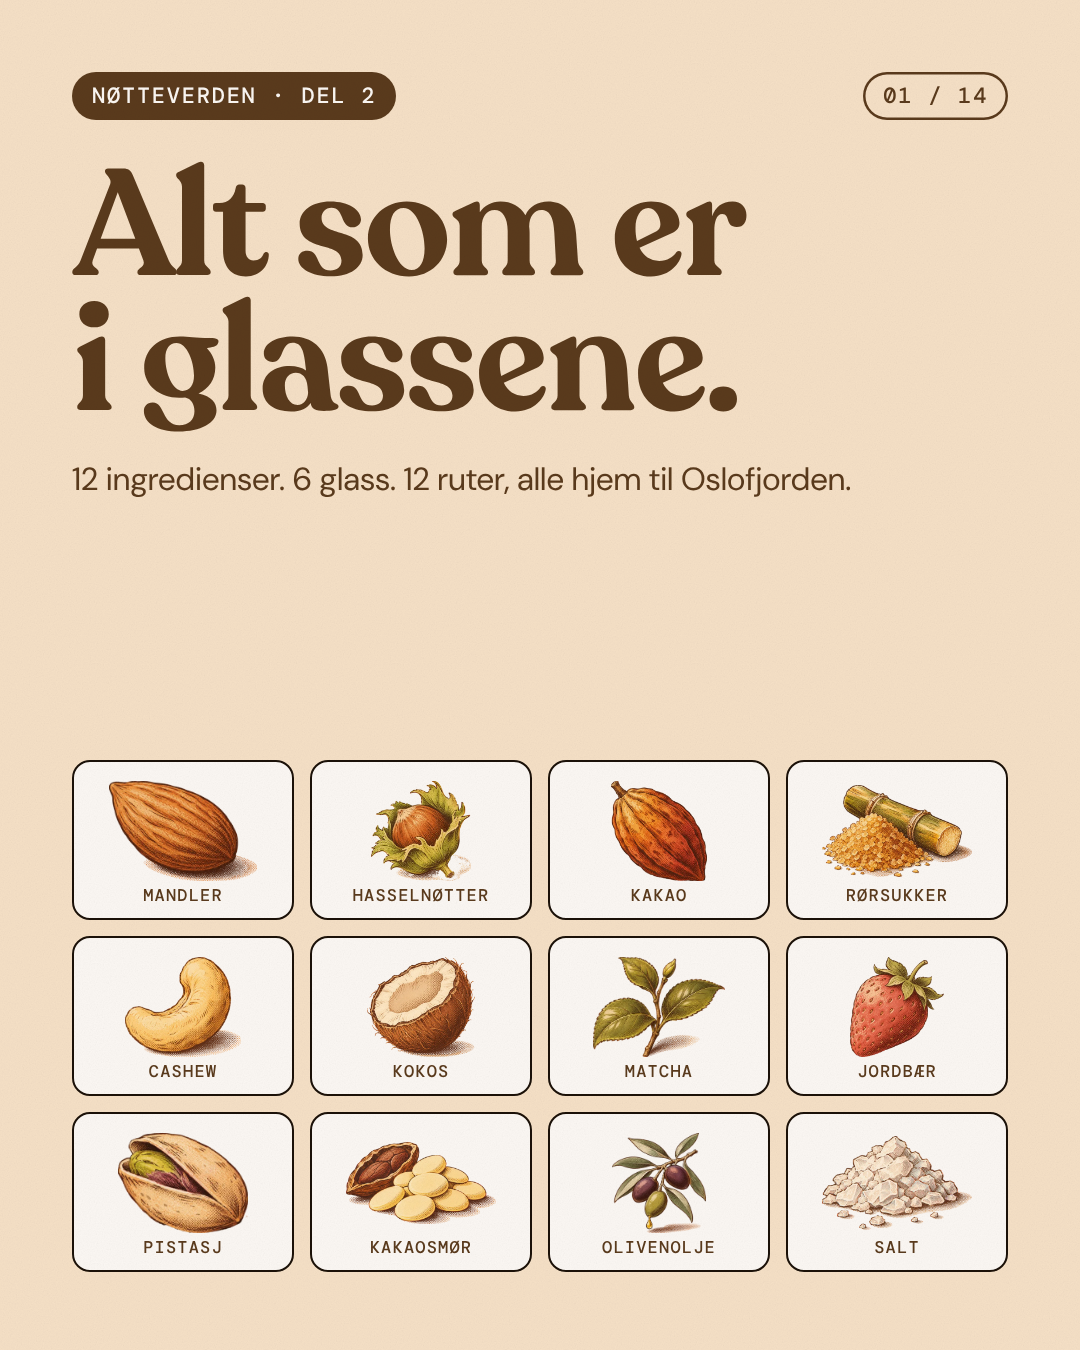 NØTTEVERDEN · DEL 2
01 / 14
Alt som er
i glassene.
12 ingredienser. 6 glass. 12 ruter, alle hjem til Oslofjorden.
MANDLER
HASSELNØTTER
KAKAO
RØRSUKKER
CASHEW
KOKOS
MATCHA
JORDBÆR
PISTASJ
KAKAOSMØR
OLIVENOLJE
SALT